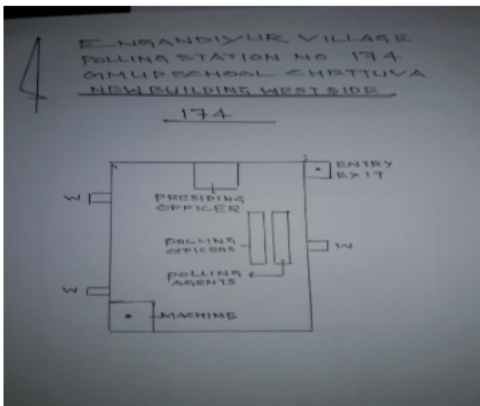 ENGANDIYUR VILLAGE
POLLING STATION NO 174
GMUPSCHOOL CHETTUVA
NEW BUILDING WEST SIDE
174
ENTRY
EXIT
W
PRESIDING
OFFICER
POLLING
OFFICERS
W
POLLING
AGENTS
W
MACHINE